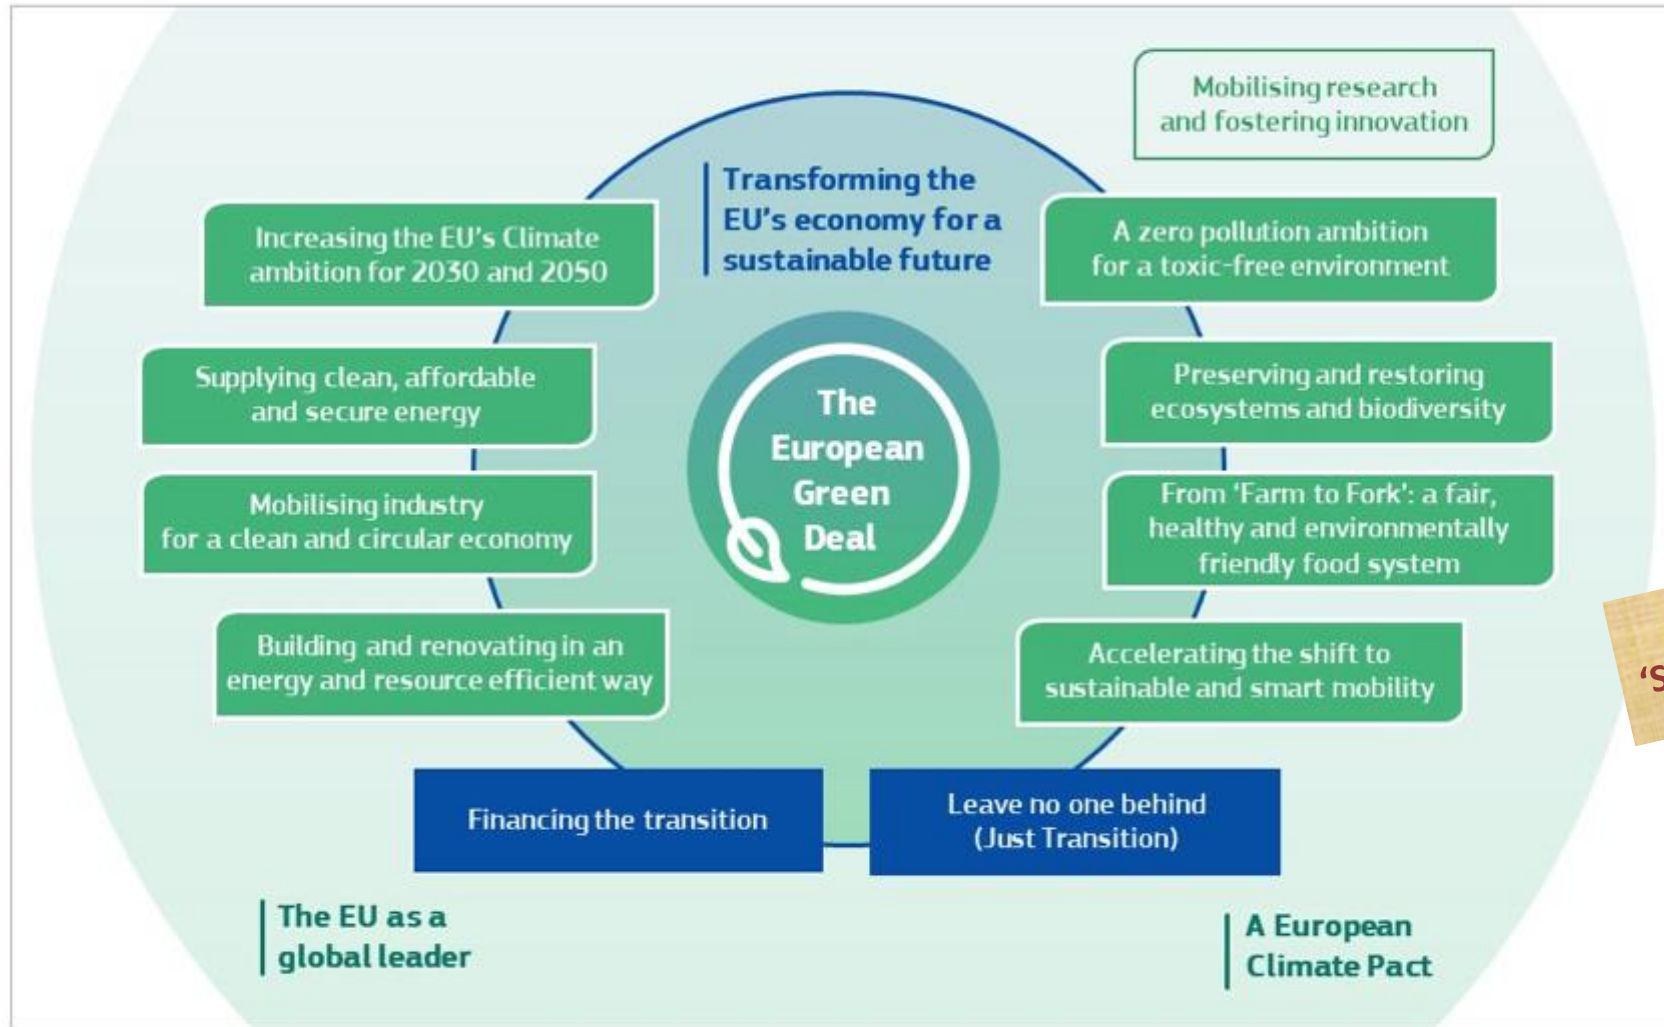 Mobilising research
and fostering innovation
Transforming the
EU's economy for a
sustainable future
Increasing the EU's Climate
ambition for 2030 and 2050
A zero pollution ambition
for a toxic-free environment
Supplying clean, affordable
and secure energy
Preserving and restoring
ecosystems and biodiversity
The
European
Green
Deal
Mobilising industry
for a clean and circular economy
From ‘Farm to Fork’: a fair,
healthy and environmentally
friendly food system
Building and renovating in an
energy and resource efficient way
Accelerating the shift to
sustainable and smart mobility
Financing the transition
Leave no one behind
(Just Transition)
The EU as a
global leader
A European
Climate Pact